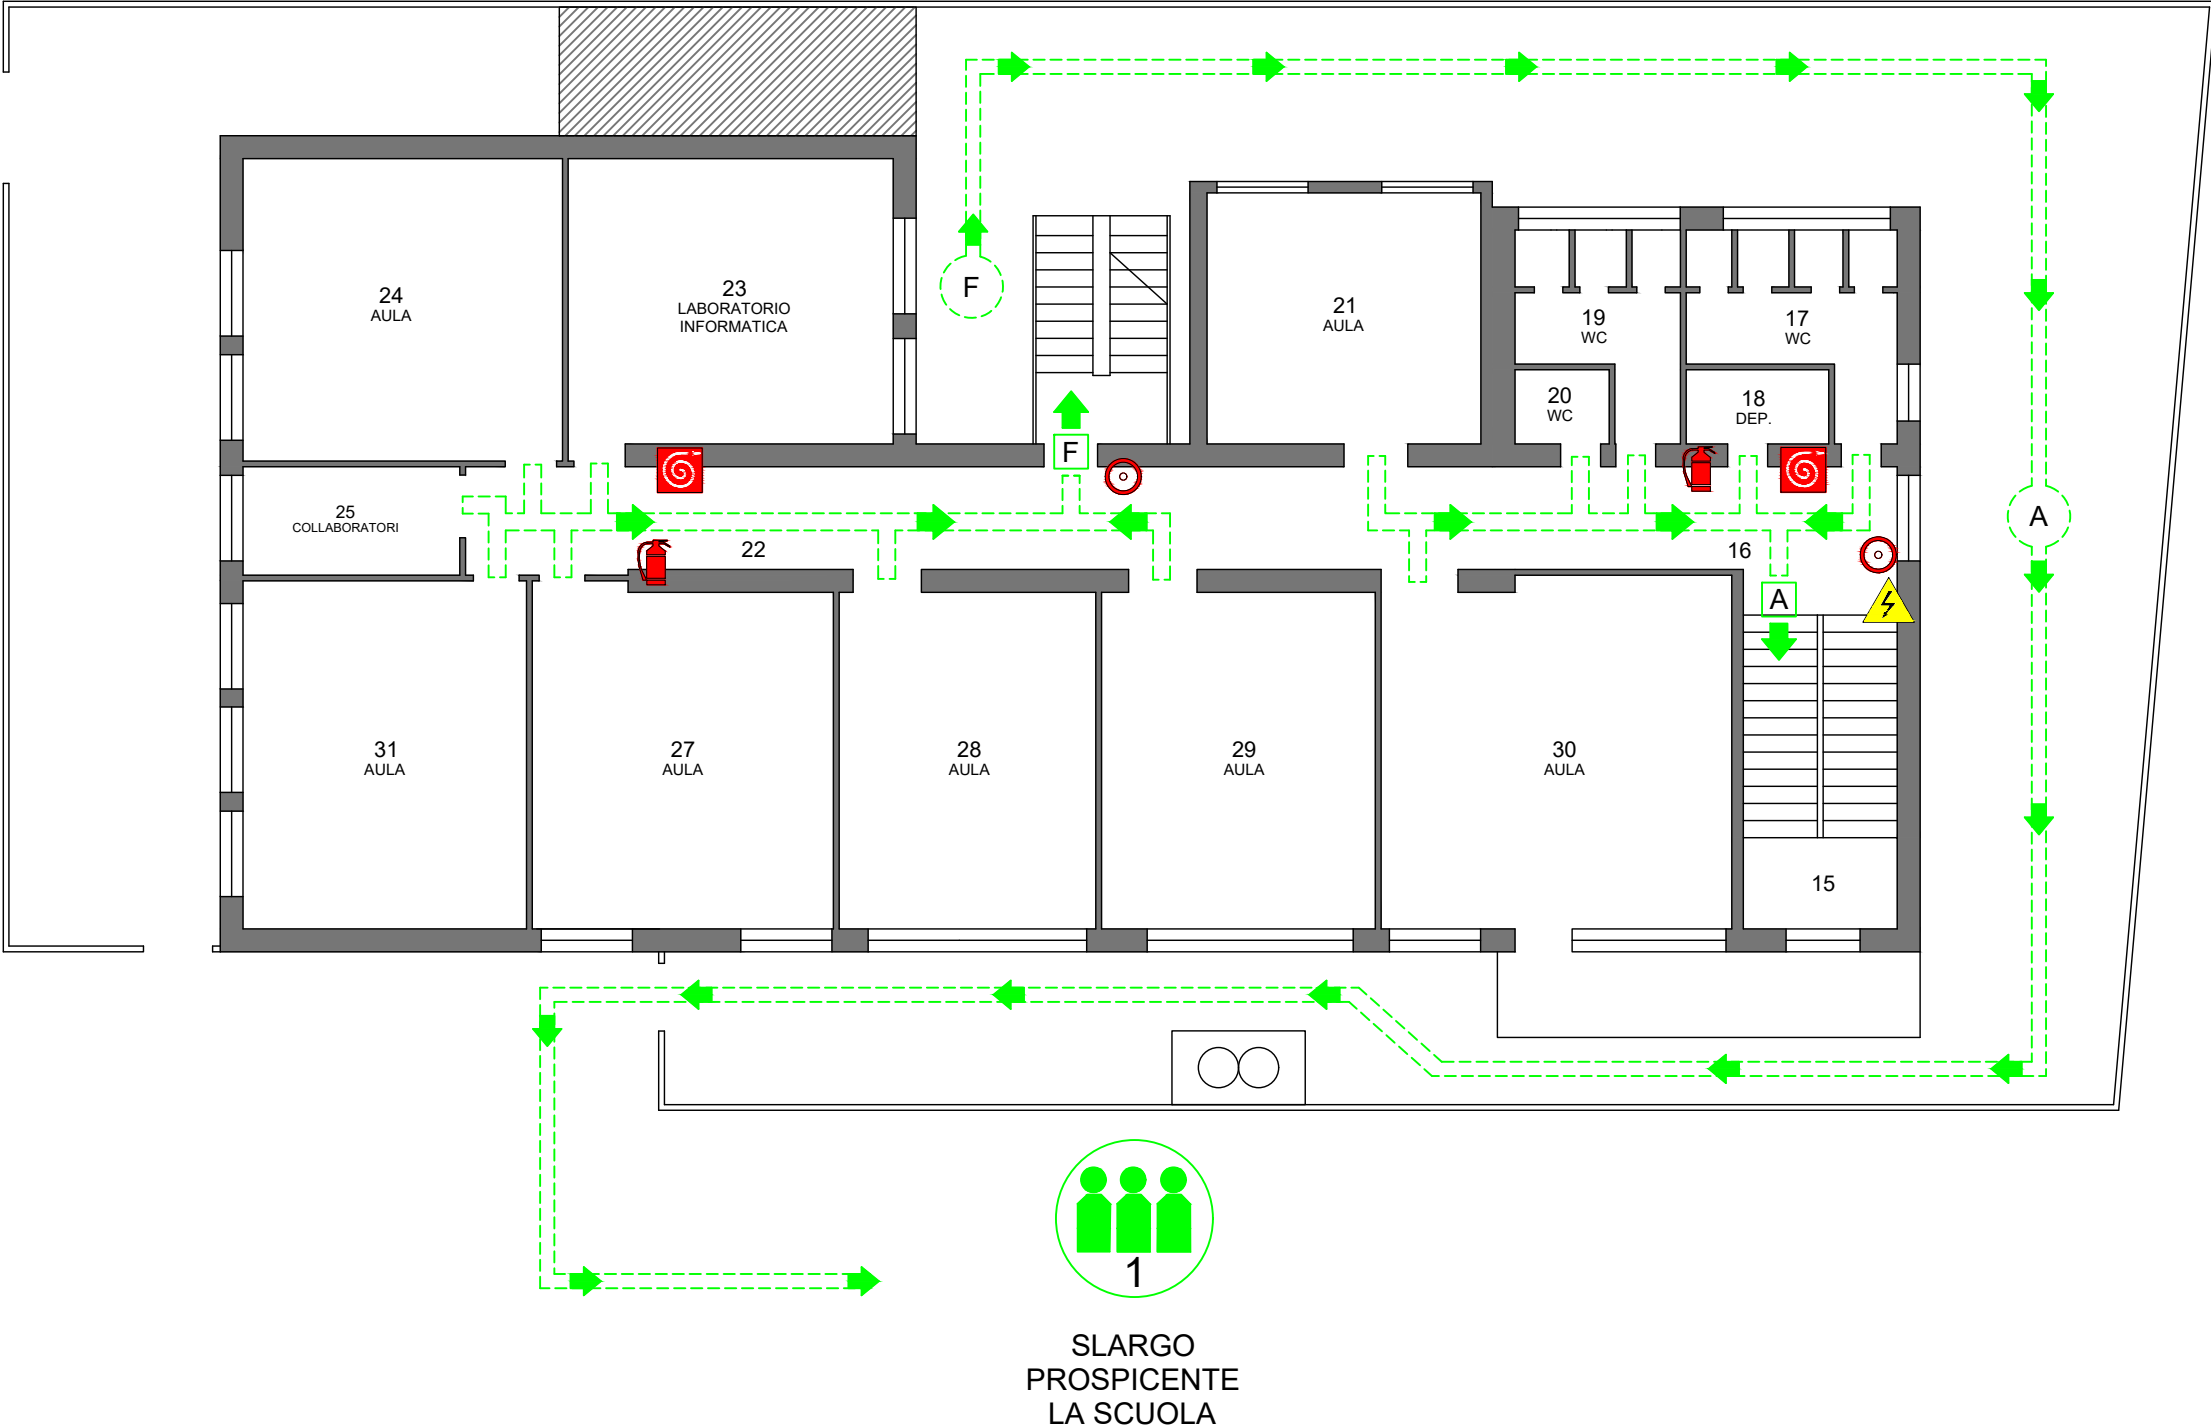 24
AULA
23
LABORATORIO
INFORMATICA
F
21
AULA
19
WC
17
WC
20
WC
18
DEP.
F
25
COLLABORATORI
22
16
A
A
31
AULA
27
AULA
28
AULA
29
AULA
30
AULA
15
1
SLARGO
PROSPICENTE
LA SCUOLA